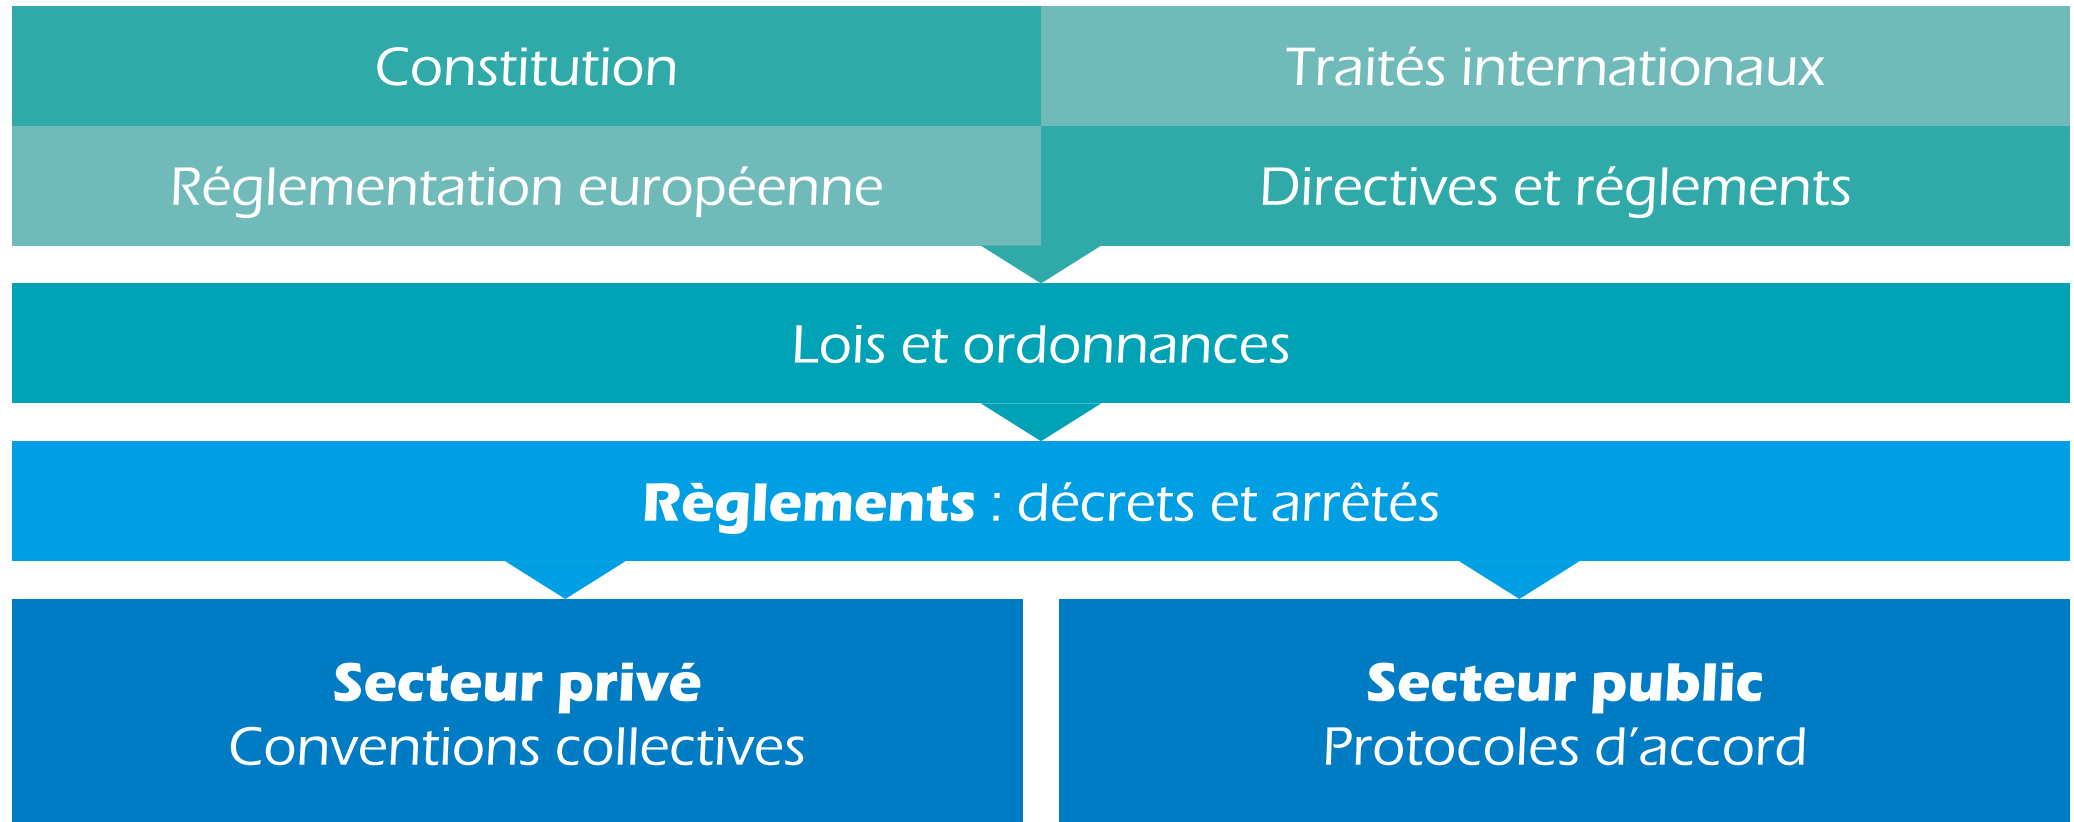 Constitution
Traités internationaux
Réglementation européenne
Directives et réglements
Lois et ordonnances
Règlements : décrets et arrêtés
Secteur privé
Conventions collectives
Secteur public
Protocoles d’accord